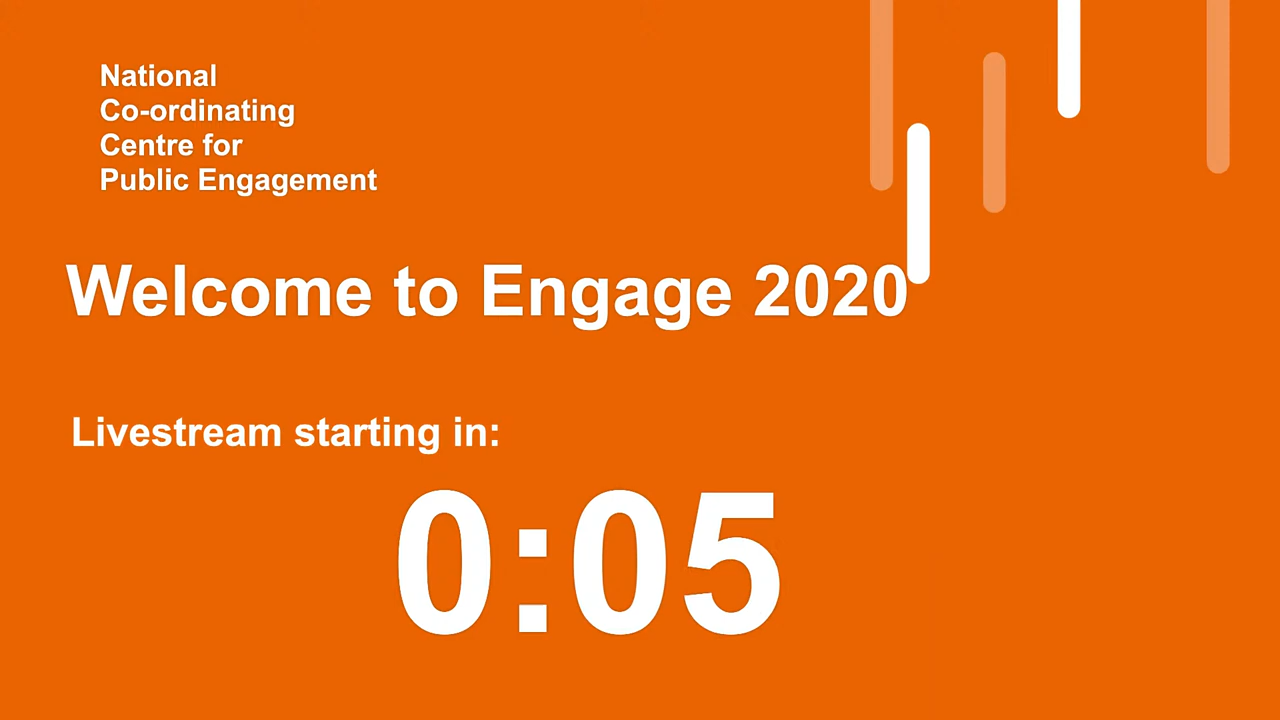 National
Co-ordinating
Centre for
Public Engagement
Welcome to Engage 2020
Livestream starting in:
0:05